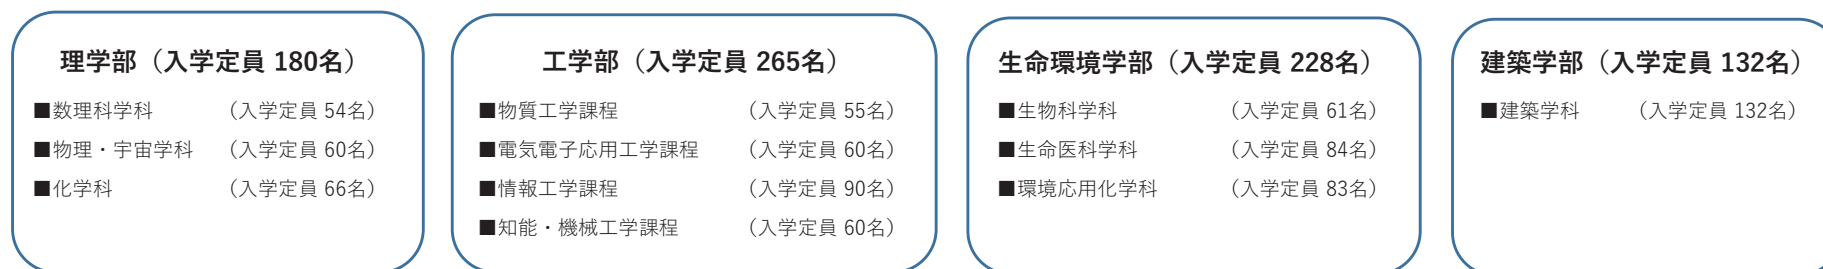 理学部（入学定員 180名）
■数理科学科 （入学定員 54名）
■物理・宇宙学科 （入学定員 60名）
■化学科 （入学定員 66名）
工学部（入学定員 265名）
■物質工学課程 （入学定員 55名）
■電気電子応用工学課程 （入学定員 60名）
■情報工学課程 （入学定員 90名）
■知能・機械工学課程 （入学定員 60名）
生命環境学部（入学定員 228名）
■生物科学科 （入学定員 61名）
■生命医科学科 （入学定員 84名）
■環境応用化学科 （入学定員 83名）
建築学部（入学定員 132名）
■建築学科 （入学定員 132名）